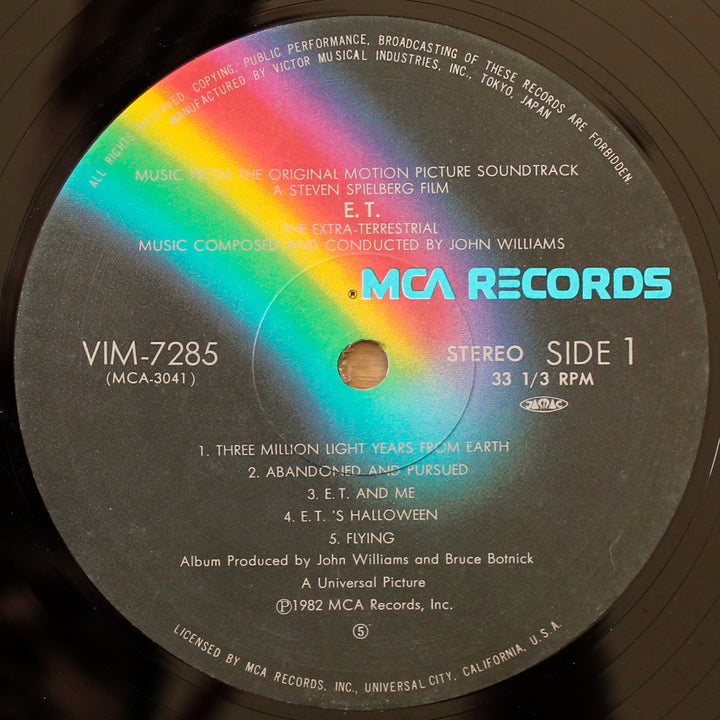 ALL RIGHTS RESERVED. COPYING, PUBLIC PERFORMANCE, BROADCASTING OF THESE RECORDS ARE FORBIDDEN.
MANUFACTURED BY VICTOR MUSICAL INDUSTRIES, INC., TOKYO, JAPAN
MUSIC FROM THE ORIGINAL MOTION PICTURE SOUNDTRACK
A STEVEN SPIELBERG FILM
E.T.
THE EXTRA-TERRESTRIAL
MUSIC COMPOSED AND CONDUCTED BY JOHN WILLIAMS
® MCA RECORDS
VIM-7285
(MCA-3041)
STEREO SIDE 1
33 1/3 RPM
JASRAC
1. THREE MILLION LIGHT YEARS FROM EARTH
2. ABANDONED AND PURSUED
3. E.T. AND ME
4. E.T. 'S HALLOWEEN
5. FLYING
Album Produced by John Williams and Bruce Botnick
A Universal Picture
℗1982 MCA Records, Inc.
⑤
LICENSED BY MCA RECORDS, INC., UNIVERSAL CITY, CALIFORNIA, U.S.A.